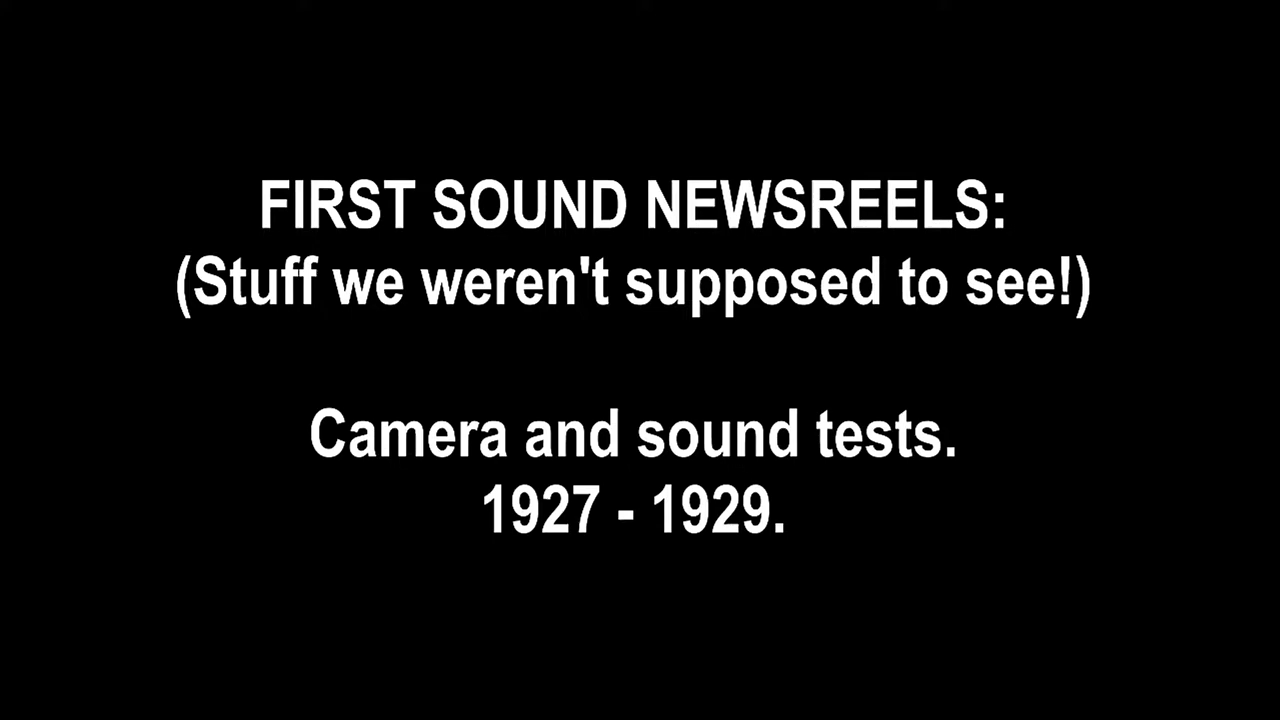 FIRST SOUND NEWSREELS:
(Stuff we weren't supposed to see!)
Camera and sound tests.
1927 - 1929.